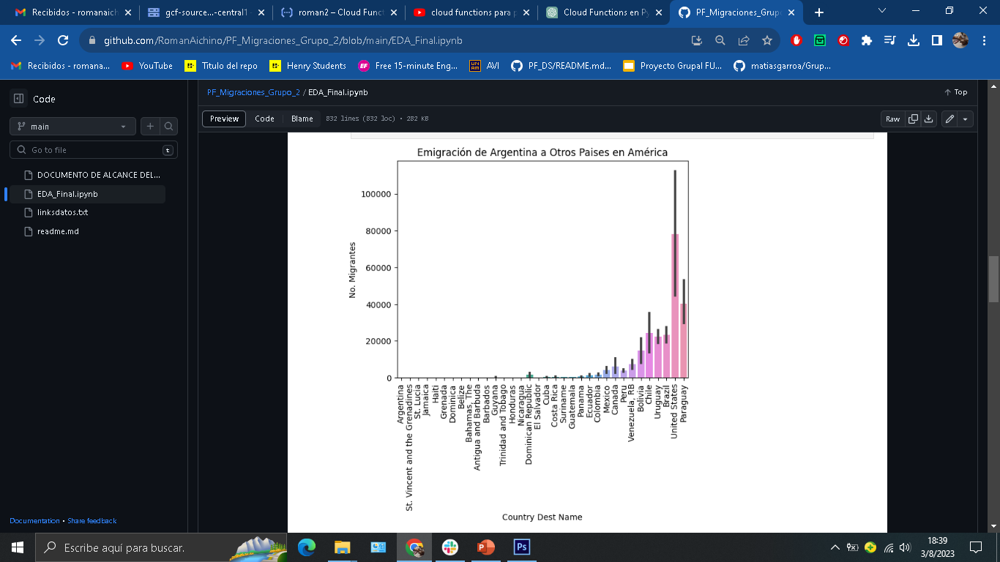 Recibidos - romanaich
gcf-source...-central1 -
roman2 – Cloud Funct
cloud functions para p
Cloud Functions en Py
PF_Migraciones_Grupo
github.com/RomanAichino/PF_Migraciones_Grupo_2/blob/main/EDA_Final.ipynb
Recibidos - romana...
YouTube
Titulo del repo
Henry Students
EF
Free 15-minute Eng...
UN
AM
AVI
PF_DS/README.md...
Proyecto Grupal FU...
matiasgarroa/Grup...
Code
main
Go to file
t
DOCUMENTO DE ALCANCE DEL...
EDA_Final.ipynb
linksdatos.txt
readme.md
Documentation • Share feedback
PF_Migraciones_Grupo_2 / EDA_Final.ipynb
Top
Preview
Code
Blame
832 lines (832 loc) · 282 KB
Raw
Emigración de Argentina a Otros Paises en América
No. Migrantes
100000
80000
60000
40000
20000
0
Argentina
St. Vincent and the Grenadines
St. Lucia
Jamaica
Haiti
Grenada
Dominica
Belize
Bahamas, The
Antigua and Barbuda
Barbados
Guyana
Trinidad and Tobago
Honduras
Nicaragua
Dominican Republic
El Salvador
Cuba
Costa Rica
Suriname
Guatemala
Panama
Ecuador
Colombia
Mexico
Canada
Peru
Venezuela, RB
Bolivia
Chile
Uruguay
Brazil
United States
Paraguay
Country Dest Name
Escribe aquí para buscar.
Ps
18:39
3/8/2023